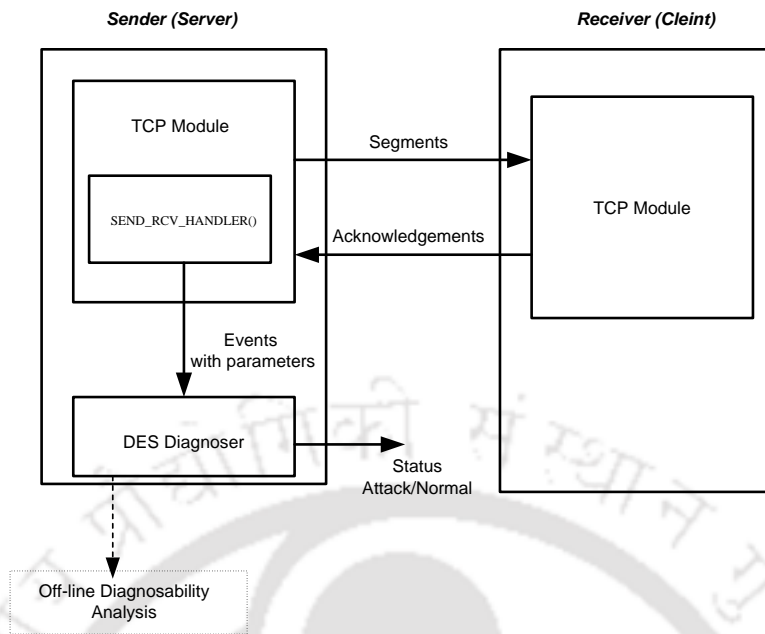 Sender (Server)
Receiver (Cleint)
TCP Module
SEND_RCV_HANDLER()
Segments
Acknowledgements
TCP Module
Events
with parameters
DES Diagnoser
Status
Attack/Normal
Off-line Diagnosability
Analysis
प्रौद्योगिकी संस्थान